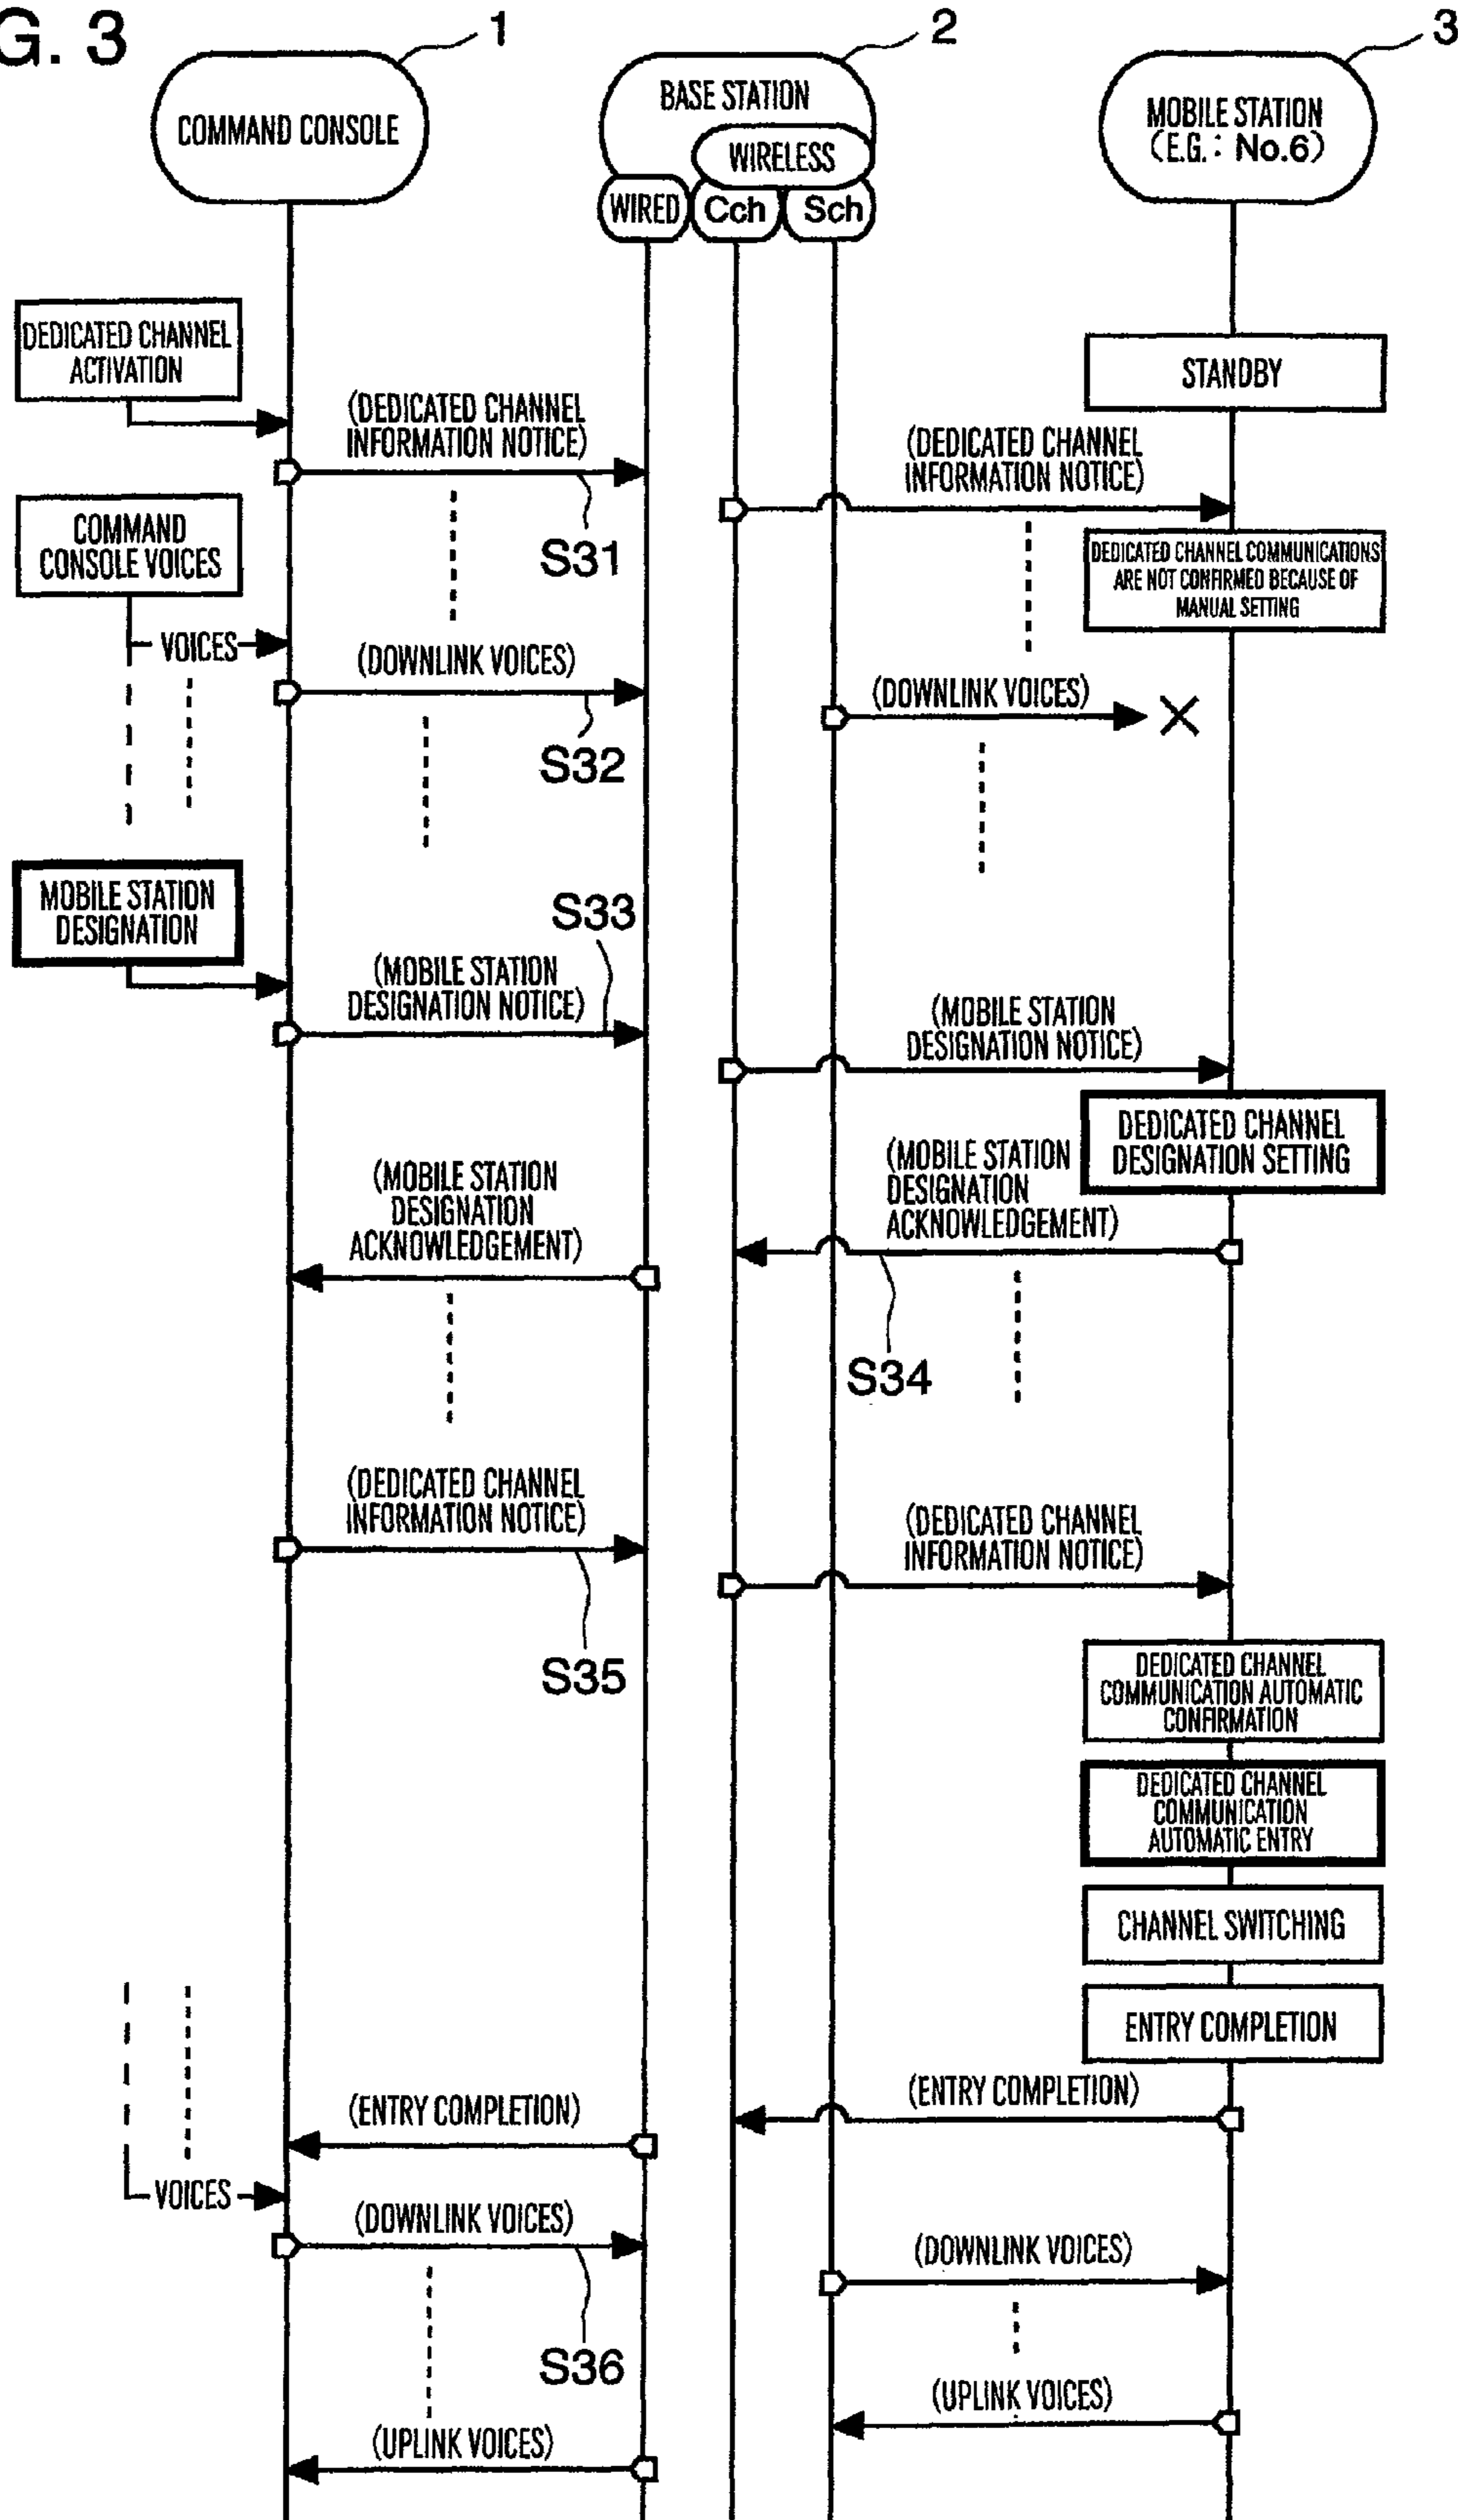 G. 3
1
2
3
COMMAND CONSOLE
BASE STATION
WIRELESS
WIRED
Cch
Sch
MOBILE STATION
(E.G.: No.6)
DEDICATED CHANNEL
ACTIVATION
STANDBY
(DEDICATED CHANNEL
INFORMATION NOTICE)
S31
(DEDICATED CHANNEL
INFORMATION NOTICE)
COMMAND
CONSOLE VOICES
DEDICATED CHANNEL COMMUNICATIONS
ARE NOT CONFIRMED BECAUSE OF
MANUAL SETTING
VOICES
(DOWNLINK VOICES)
S32
(DOWNLINK VOICES)
MOBILE STATION
DESIGNATION
S33
(MOBILE STATION
DESIGNATION NOTICE)
(MOBILE STATION
DESIGNATION NOTICE)
DEDICATED CHANNEL
DESIGNATION SETTING
(MOBILE STATION
DESIGNATION
ACKNOWLEDGEMENT)
(MOBILE STATION
DESIGNATION
ACKNOWLEDGEMENT)
S34
(DEDICATED CHANNEL
INFORMATION NOTICE)
S35
(DEDICATED CHANNEL
INFORMATION NOTICE)
DEDICATED CHANNEL
COMMUNICATION AUTOMATIC
CONFIRMATION
DEDICATED CHANNEL
COMMUNICATION
AUTOMATIC ENTRY
CHANNEL SWITCHING
ENTRY COMPLETION
(ENTRY COMPLETION)
(ENTRY COMPLETION)
VOICES
(DOWNLINK VOICES)
S36
(DOWNLINK VOICES)
(UPLINK VOICES)
(UPLINK VOICES)